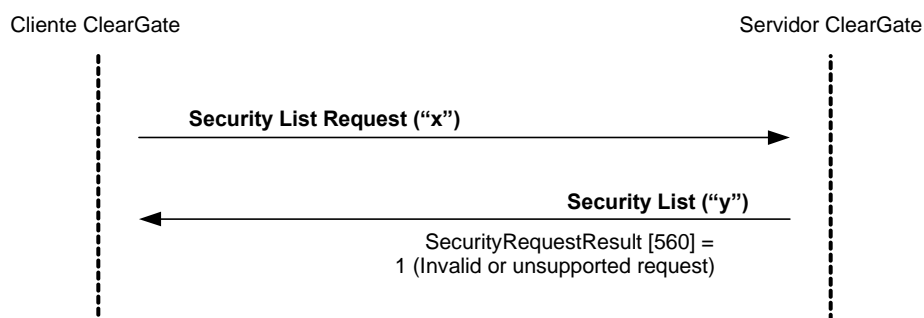 Cliente ClearGate
Servidor ClearGate
Security List Request (“x”)
Security List (“y”)
SecurityRequestResult [560] =
1 (Invalid or unsupported request)